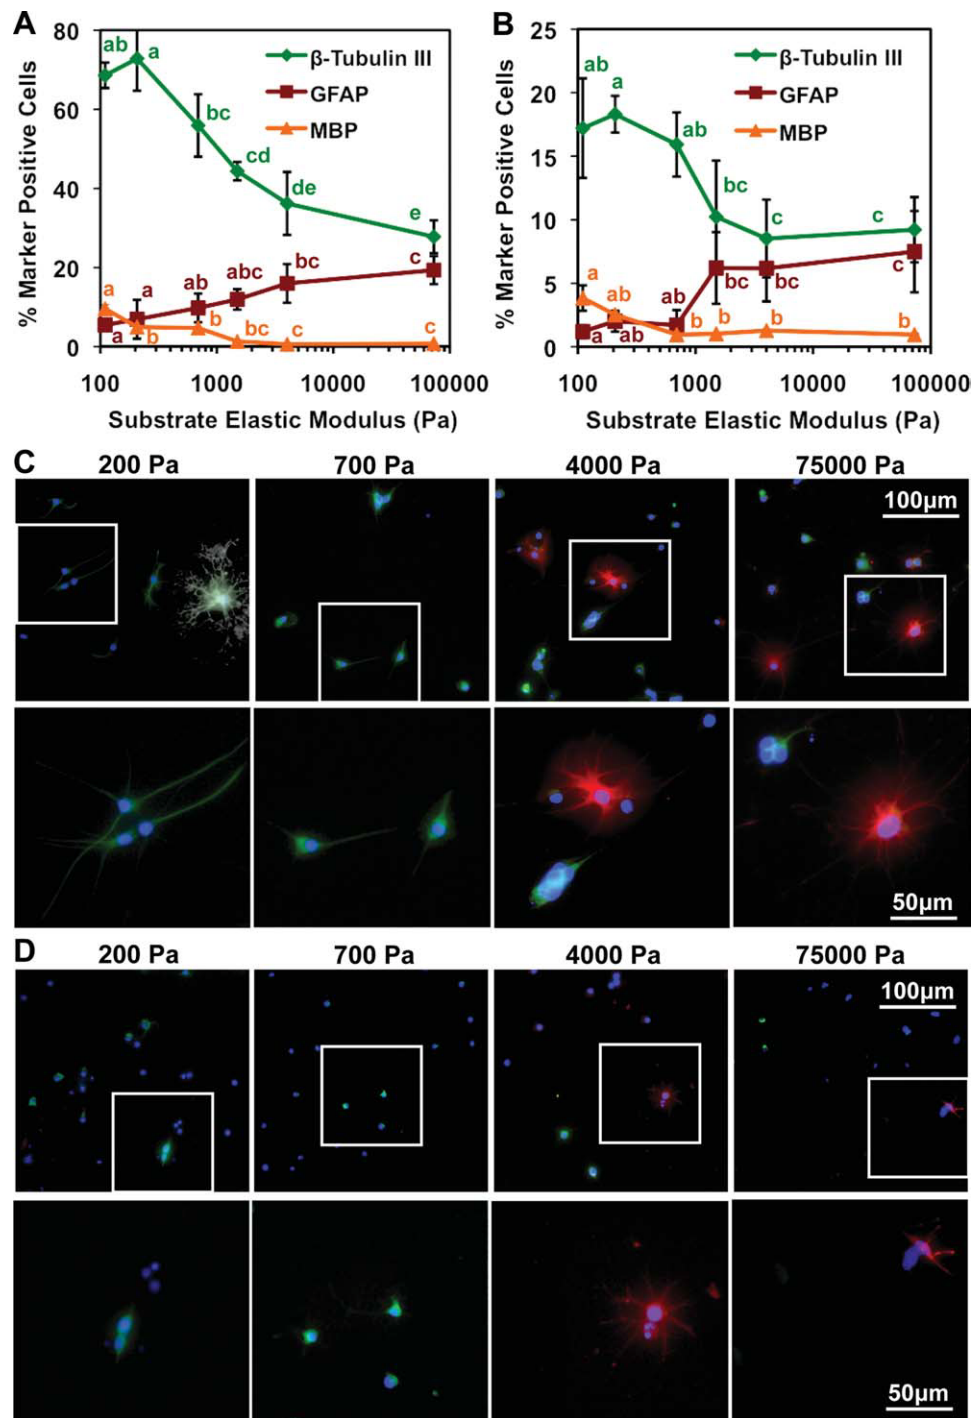 A
% Marker Positive Cells
80
60
40
20
0
β-Tubulin III
GFAP
MBP
ab
a
bc
cd
de
e
a
a
ab
abc
bc
c
a
b
b
bc
c
c
100
1000
10000
100000
Substrate Elastic Modulus (Pa)
B
% Marker Positive Cells
25
20
15
10
5
0
β-Tubulin III
GFAP
MBP
ab
a
ab
bc
c
c
a
ab
ab
bc
bc
c
a
ab
b
b
b
b
100
1000
10000
100000
Substrate Elastic Modulus (Pa)
C
200 Pa
700 Pa
4000 Pa
75000 Pa
100μm
50μm
D
200 Pa
700 Pa
4000 Pa
75000 Pa
100μm
50μm